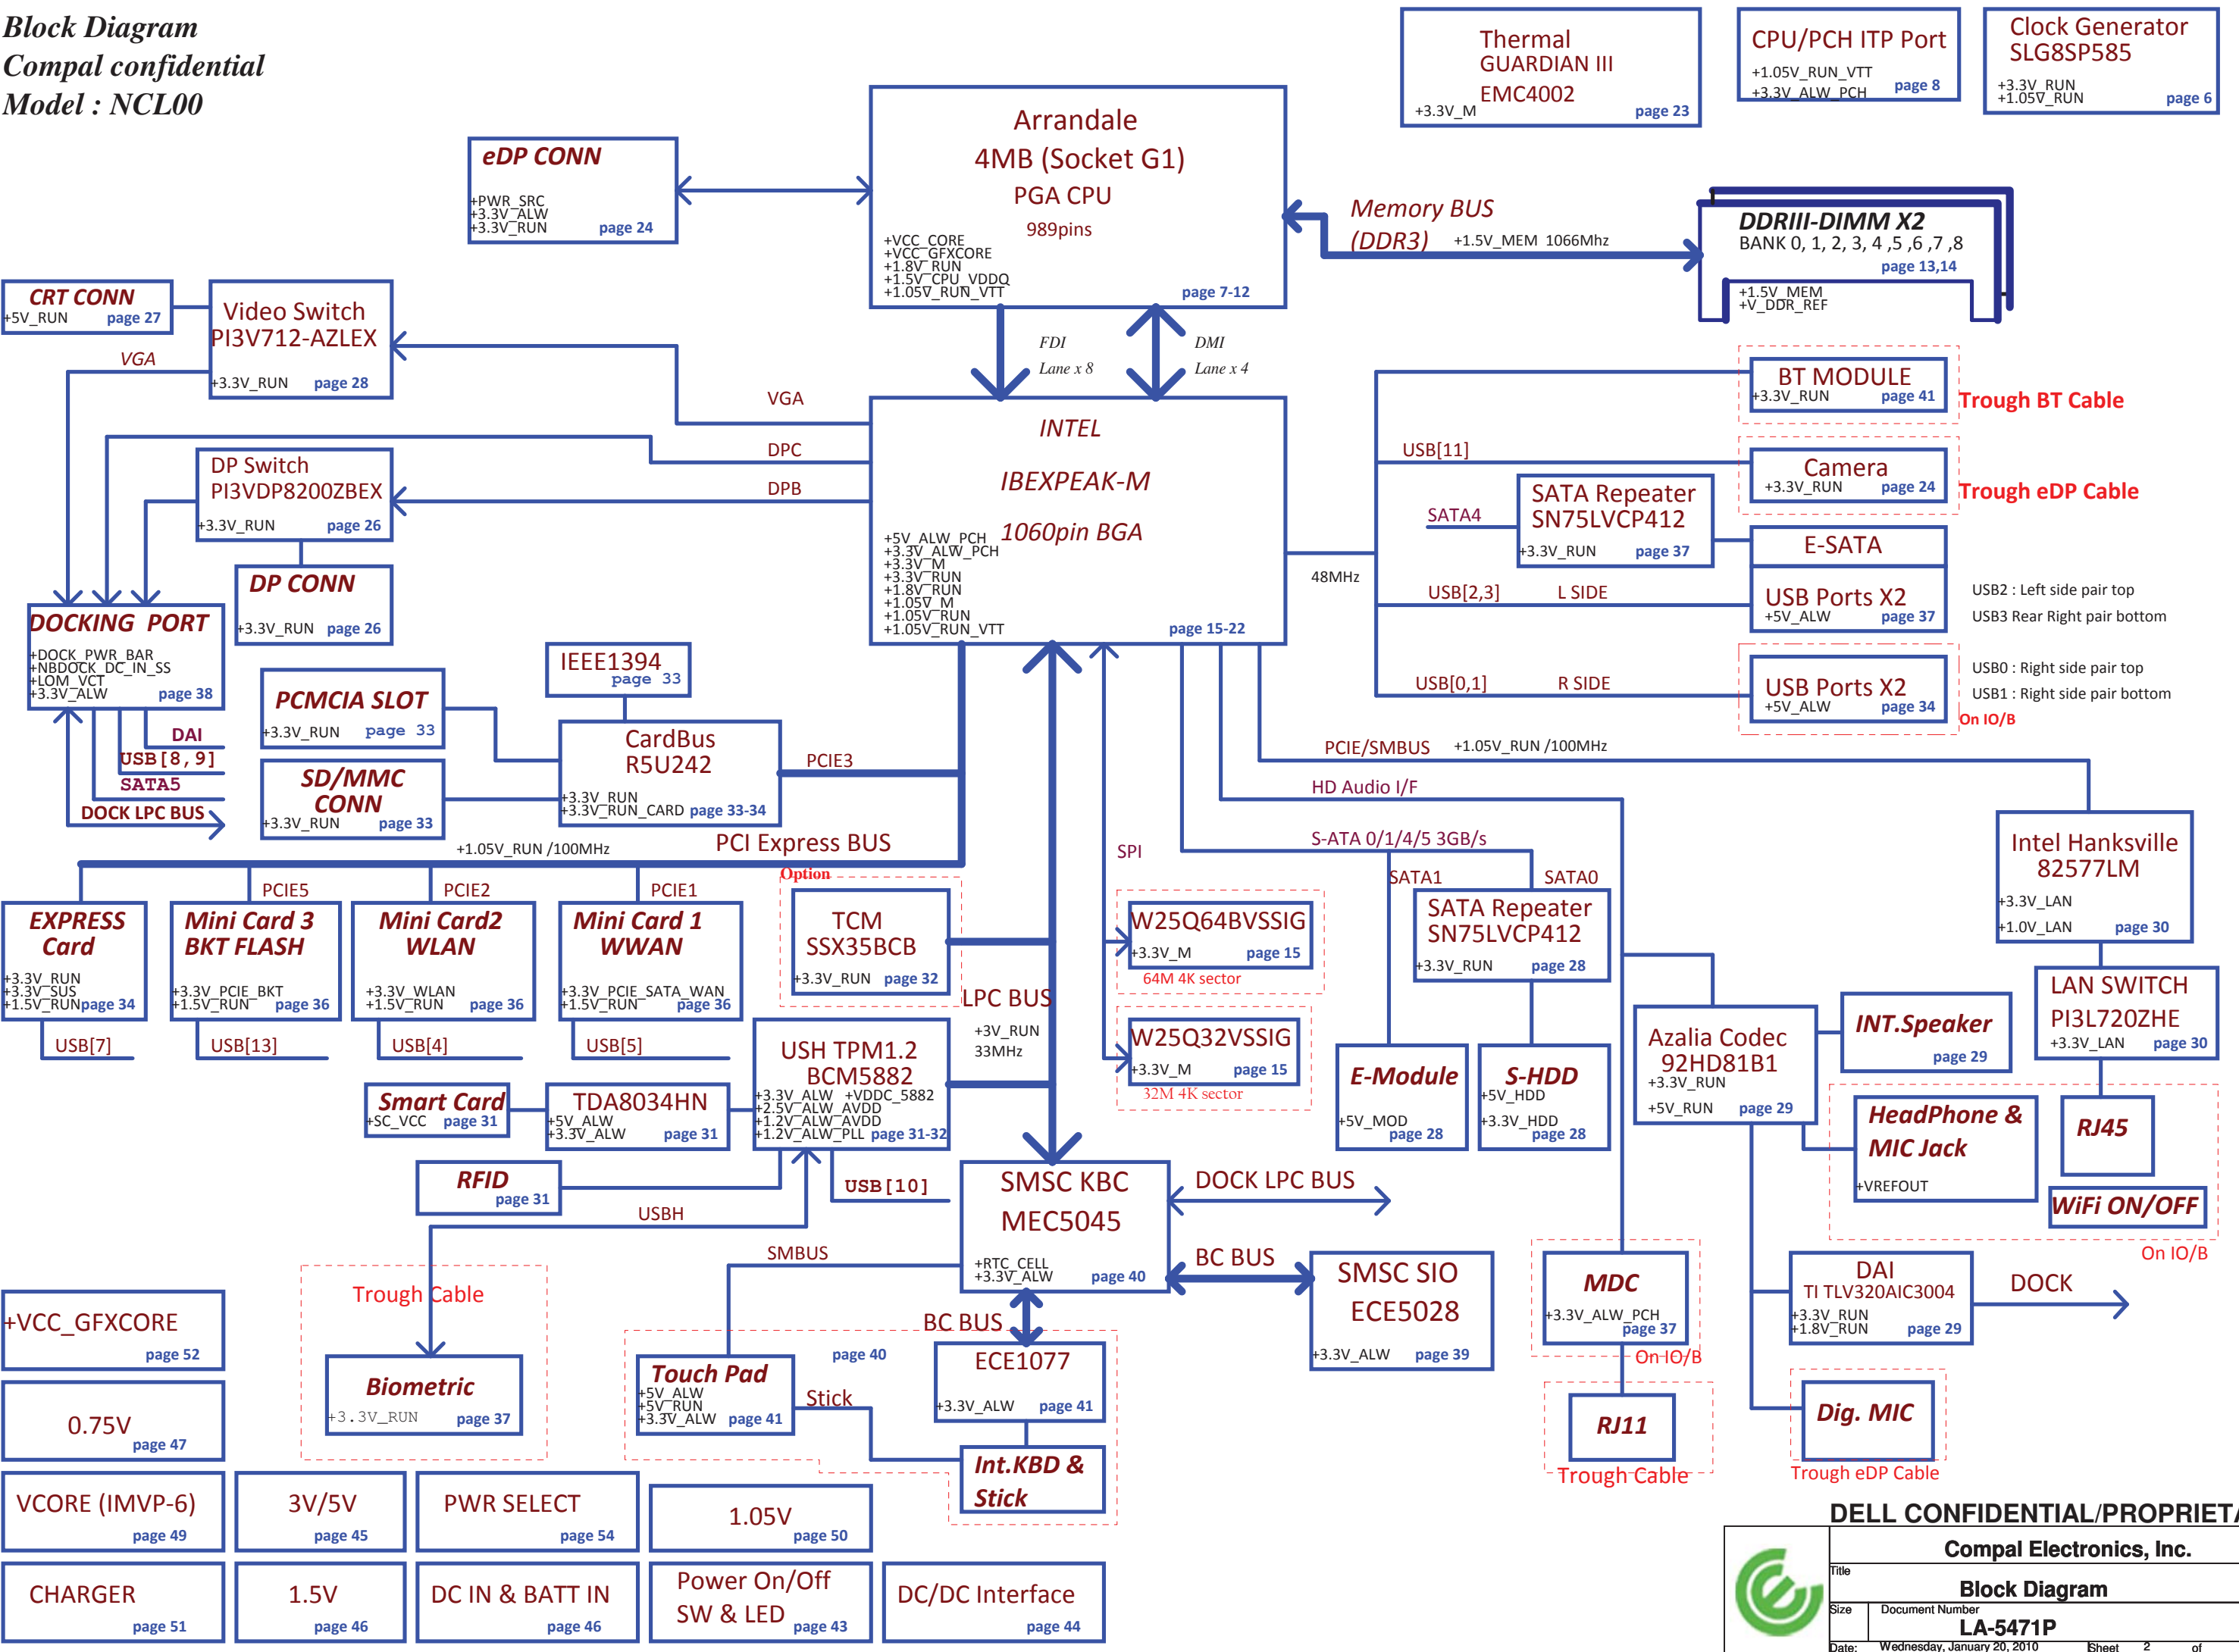 Block Diagram
Compal confidential
Model : NCL00
Thermal
GUARDIAN III
EMC4002
+3.3V_M
page 23
CPU/PCH ITP Port
+1.05V_RUN_VTT
+3.3V_ALW_PCH
page 8
Clock Generator
SLG8SP585
+3.3V_RUN
+1.05V_RUN
page 6
eDP CONN
+PWR_SRC
+3.3V_ALW
+3.3V_RUN
page 24
Arrandale
4MB (Socket G1)
PGA CPU
989pins
+VCC_CORE
+VCC_GFXCORE
+1.8V_RUN
+1.5V_CPU_VDDQ
+1.05V_RUN_VTT
page 7-12
Memory BUS
(DDR3)
+1.5V_MEM 1066Mhz
DDRIII-DIMM X2
BANK 0, 1, 2, 3, 4 ,5 ,6 ,7 ,8
page 13,14
+1.5V_MEM
+V_DDR_REF
CRT CONN
+5V_RUN
page 27
Video Switch
PI3V712-AZLEX
+3.3V_RUN
page 28
VGA
FDI
Lane x 8
DMI
Lane x 4
VGA
DPC
DPB
DP Switch
PI3VDP8200ZBEX
+3.3V_RUN
page 26
DP CONN
+3.3V_RUN
page 26
INTEL
IBEXPEAK-M
1060pin BGA
+5V_ALW_PCH
+3.3V_ALW_PCH
+3.3V_M
+3.3V_RUN
+1.8V_RUN
+1.05V_M
+1.05V_RUN
+1.05V_RUN_VTT
page 15-22
48MHz
BT MODULE
+3.3V_RUN
page 41
Trough BT Cable
USB[11]
Camera
+3.3V_RUN
page 24
Trough eDP Cable
SATA4
SATA Repeater
SN75LVCP412
+3.3V_RUN
page 37
E-SATA
USB[2,3]
L SIDE
USB Ports X2
+5V_ALW
page 37
USB2 : Left side pair top
USB3 Rear Right pair bottom
USB[0,1]
R SIDE
USB Ports X2
+5V_ALW
page 34
On IO/B
USB0 : Right side pair top
USB1 : Right side pair bottom
DOCKING PORT
+DOCK_PWR_BAR
+NBDOCK_DC_IN_SS
+LOM_VCT
+3.3V_ALW
page 38
DAI
USB[8,9]
SATA5
DOCK LPC BUS
PCMCIA SLOT
+3.3V_RUN
page 33
IEEE1394
page 33
SD/MMC
CONN
+3.3V_RUN
page 33
CardBus
R5U242
+3.3V_RUN
+3.3V_RUN_CARD
page 33-34
PCIE3
+1.05V_RUN /100MHz
PCI Express BUS
PCIE/SMBUS
+1.05V_RUN /100MHz
HD Audio I/F
S-ATA 0/1/4/5 3GB/s
SPI
PCIE5
PCIE2
PCIE1
EXPRESS
Card
+3.3V_RUN
+3.3V_SUS
+1.5V_RUN
page 34
USB[7]
Mini Card 3
BKT FLASH
+3.3V_PCIE_BKT
+1.5V_RUN
page 36
USB[13]
Mini Card2
WLAN
+3.3V_WLAN
+1.5V_RUN
page 36
USB[4]
Mini Card 1
WWAN
+3.3V_PCIE_SATA_WAN
+1.5V_RUN
page 36
USB[5]
Option
TCM
SSX35BCB
+3.3V_RUN
page 32
LPC BUS
+3V_RUN
33MHz
W25Q64BVSSIG
+3.3V_M
page 15
64M 4K sector
W25Q32VSSIG
+3.3V_M
page 15
32M 4K sector
SATA1
SATA0
SATA Repeater
SN75LVCP412
+3.3V_RUN
page 28
E-Module
+5V_MOD
page 28
S-HDD
+5V_HDD
+3.3V_HDD
page 28
Intel Hanksville
82577LM
+3.3V_LAN
+1.0V_LAN
page 30
LAN SWITCH
PI3L720ZHE
+3.3V_LAN
page 30
Azalia Codec
92HD81B1
+3.3V_RUN
+5V_RUN
page 29
INT.Speaker
page 29
HeadPhone &
MIC Jack
+VREFOUT
RJ45
WiFi ON/OFF
On IO/B
USH TPM1.2
BCM5882
+3.3V_ALW +VDDC_5882
+2.5V_ALW_AVDD
+1.2V_ALW_AVDD
+1.2V_ALW_PLL
page 31-32
Smart Card
+SC_VCC
page 31
TDA8034HN
+5V_ALW
+3.3V_ALW
page 31
RFID
page 31
USB[10]
USBH
SMBUS
SMSC KBC
MEC5045
+RTC_CELL
+3.3V_ALW
page 40
DOCK LPC BUS
BC BUS
SMSC SIO
ECE5028
+3.3V_ALW
page 39
MDC
+3.3V_ALW_PCH
page 37
On IO/B
RJ11
Trough Cable
DAI
TI TLV320AIC3004
+3.3V_RUN
+1.8V_RUN
page 29
DOCK
Dig. MIC
Trough eDP Cable
Trough Cable
Biometric
+3.3V_RUN
page 37
BC BUS
page 40
Touch Pad
+5V_ALW
+5V_RUN
+3.3V_ALW
page 41
Stick
ECE1077
+3.3V_ALW
page 41
Int.KBD &
Stick
+VCC_GFXCORE
page 52
0.75V
page 47
VCORE (IMVP-6)
page 49
3V/5V
page 45
PWR SELECT
page 54
1.05V
page 50
CHARGER
page 51
1.5V
page 46
DC IN & BATT IN
page 46
Power On/Off
SW & LED
page 43
DC/DC Interface
page 44
DELL CONFIDENTIAL/PROPRIETA
Compal Electronics, Inc.
Title
Block Diagram
Size
Document Number
LA-5471P
Date:
Wednesday, January 20, 2010
Sheet
2
of